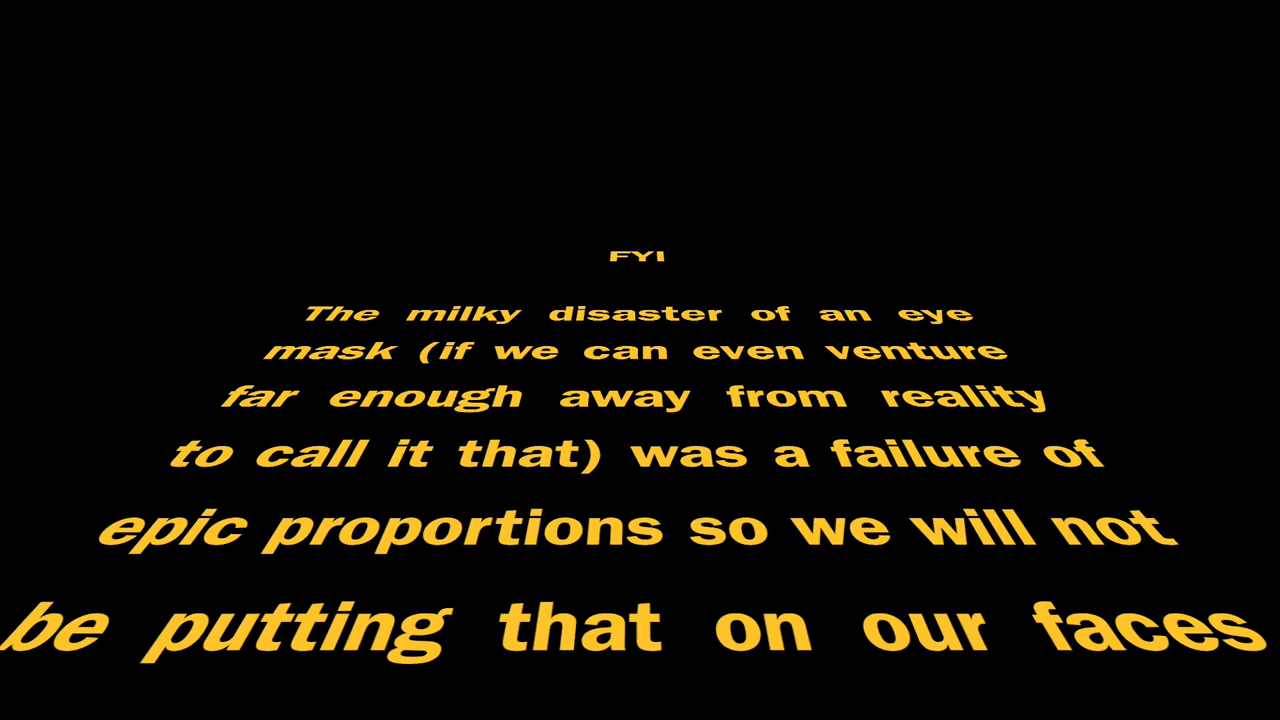 FYI
The milky disaster of an eye
mask (if we can even venture
far enough away from reality
to call it that) was a failure of
epic proportions so we will not
be putting that on our faces